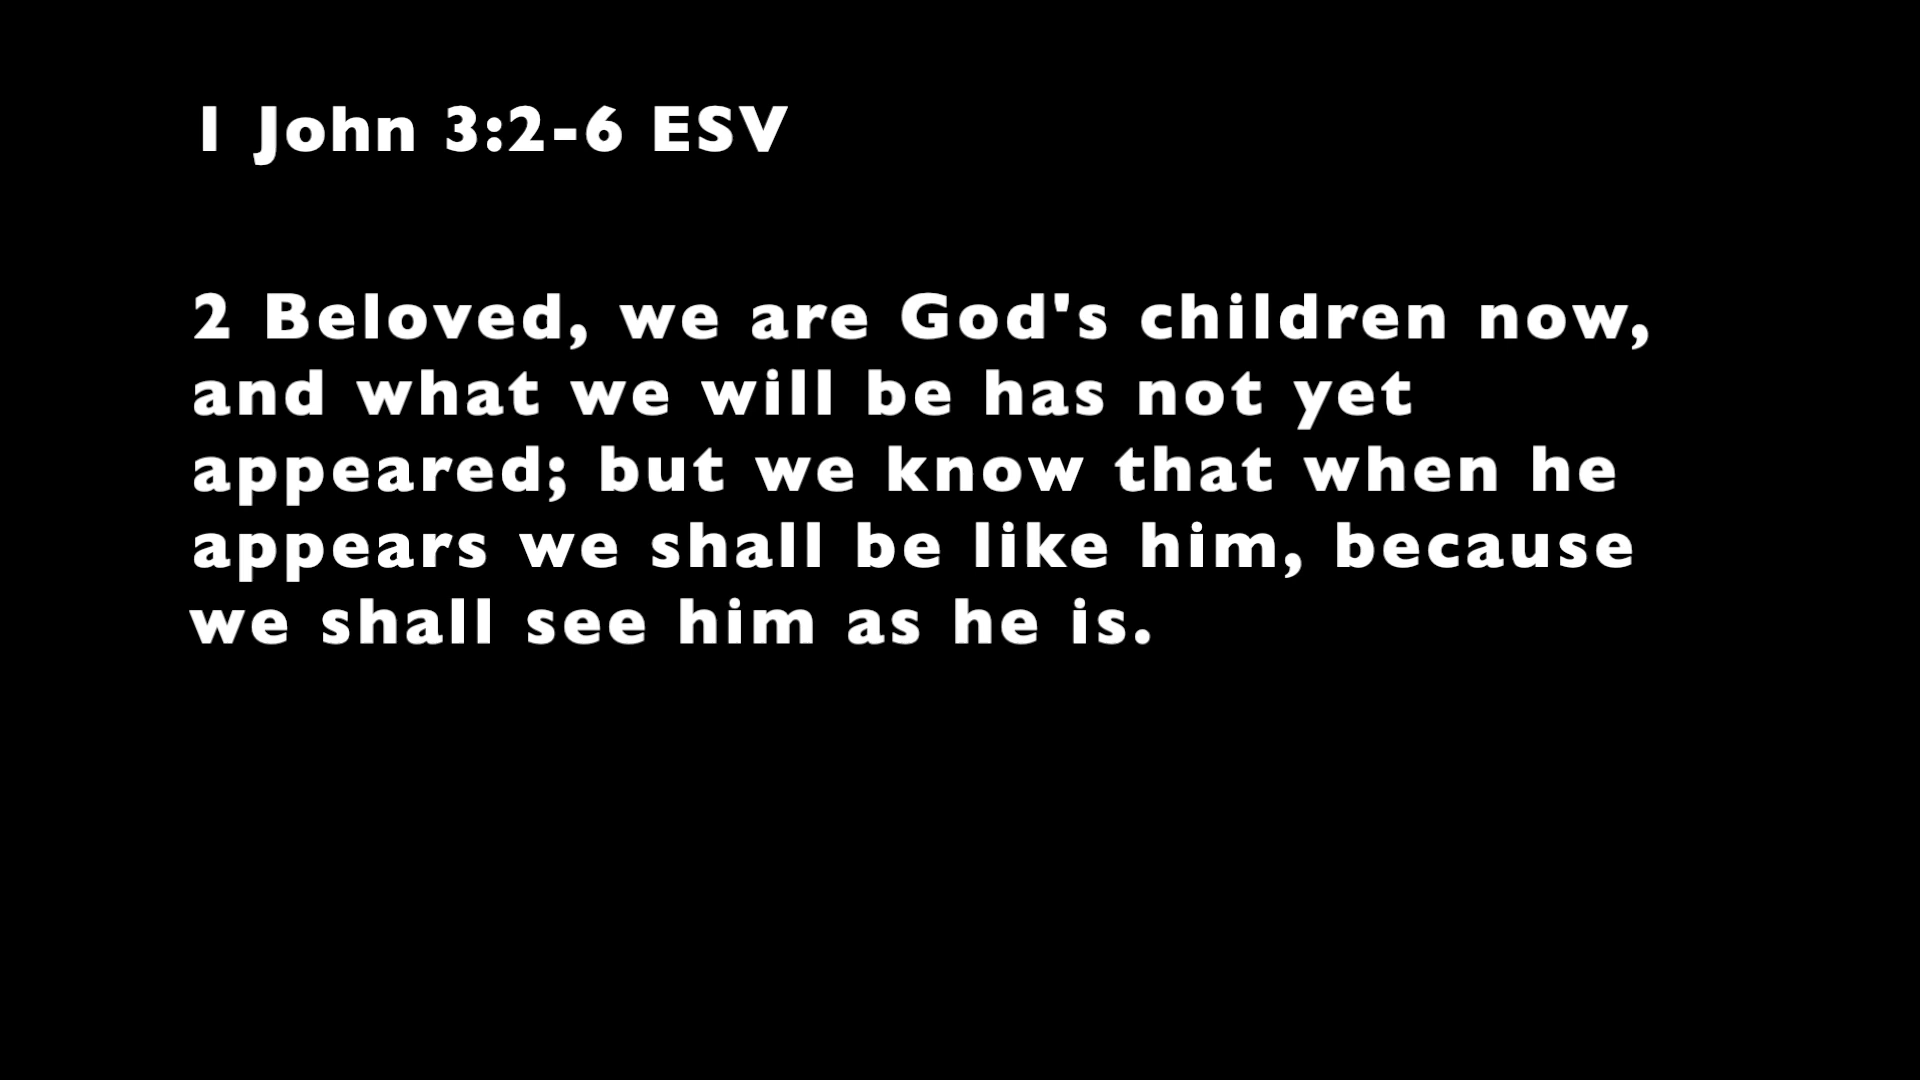 1 John 3:2-6 ESV
2 Beloved, we are God's children now,
and what we will be has not yet
appeared; but we know that when he
appears we shall be like him, because
we shall see him as he is.